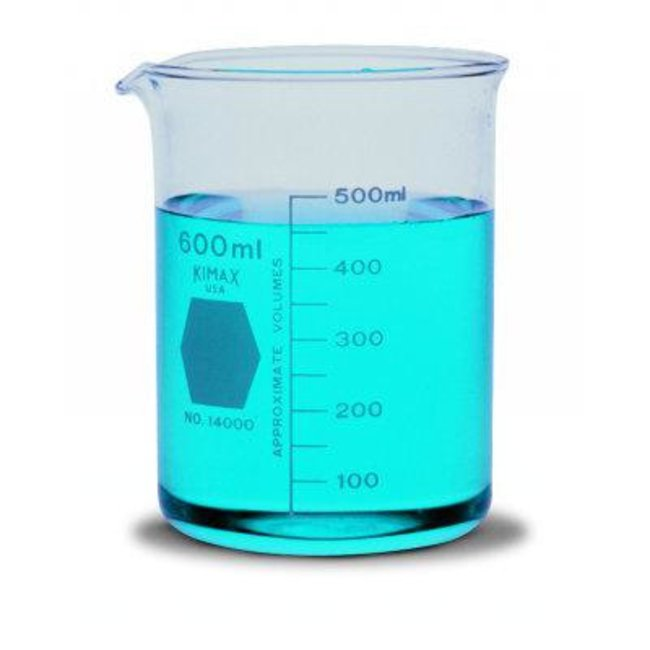 500ml
600ml
KIMAX
USA
400
300
200
100
NO. 14000
APPROXIMATE VOLUMES